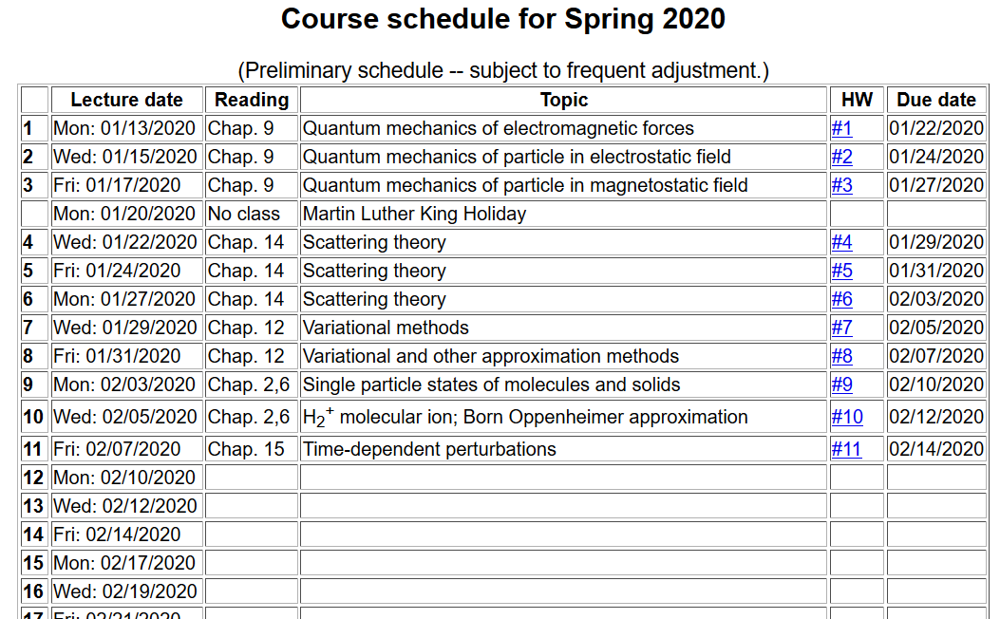 Course schedule for Spring 2020
(Preliminary schedule -- subject to frequent adjustment.)
Lecture date Reading Topic HW Due date
1 Mon: 01/13/2020 Chap. 9 Quantum mechanics of electromagnetic forces #1 01/22/2020
2 Wed: 01/15/2020 Chap. 9 Quantum mechanics of particle in electrostatic field #2 01/24/2020
3 Fri: 01/17/2020 Chap. 9 Quantum mechanics of particle in magnetostatic field #3 01/27/2020
Mon: 01/20/2020 No class Martin Luther King Holiday
4 Wed: 01/22/2020 Chap. 14 Scattering theory #4 01/29/2020
5 Fri: 01/24/2020 Chap. 14 Scattering theory #5 01/31/2020
6 Mon: 01/27/2020 Chap. 14 Scattering theory #6 02/03/2020
7 Wed: 01/29/2020 Chap. 12 Variational methods #7 02/05/2020
8 Fri: 01/31/2020 Chap. 12 Variational and other approximation methods #8 02/07/2020
9 Mon: 02/03/2020 Chap. 2,6 Single particle states of molecules and solids #9 02/10/2020
10 Wed: 02/05/2020 Chap. 2,6 H₂⁺ molecular ion; Born Oppenheimer approximation #10 02/12/2020
11 Fri: 02/07/2020 Chap. 15 Time-dependent perturbations #11 02/14/2020
12 Mon: 02/10/2020
13 Wed: 02/12/2020
14 Fri: 02/14/2020
15 Mon: 02/17/2020
16 Wed: 02/19/2020
17 Fri: 02/21/2020